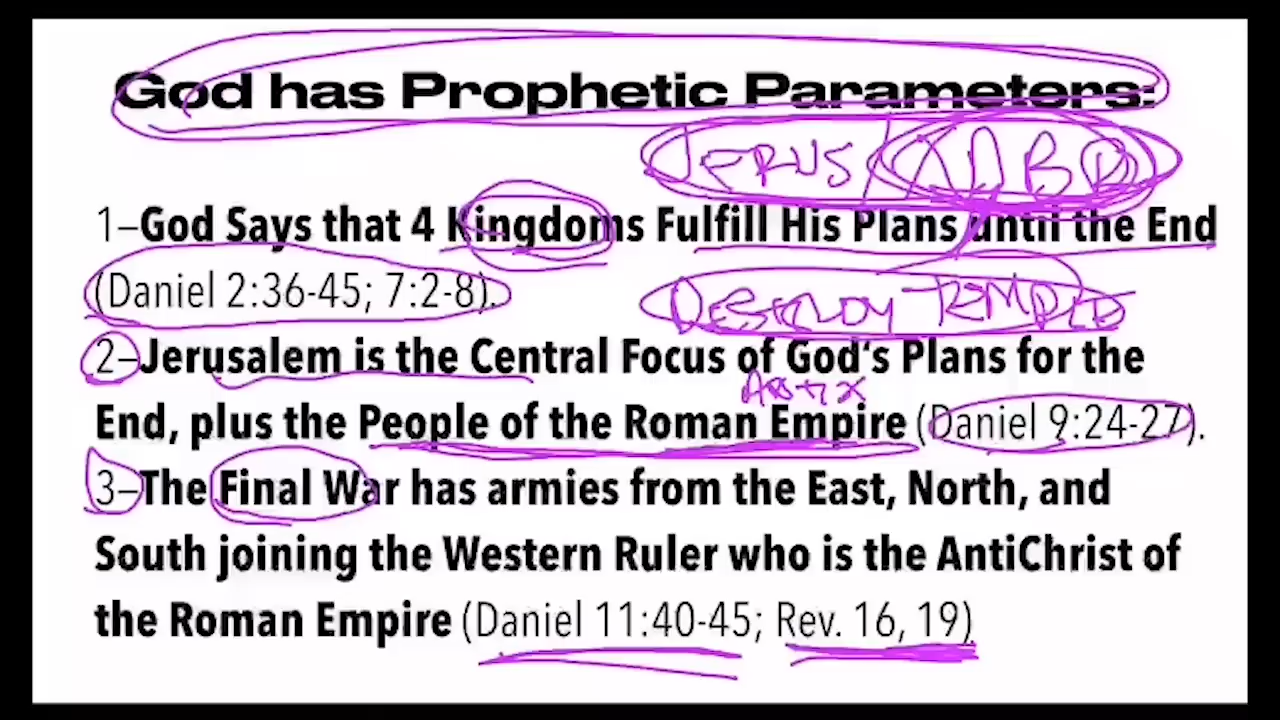 God has Prophetic Parameters:
JERUS
1–God Says that 4 Kingdoms Fulfill His Plans until the End
(Daniel 2:36-45; 7:2-8).
DESTROY TEMPLE
2–Jerusalem is the Central Focus of God's Plans for the
End, plus the People of the Roman Empire (Daniel 9:24-27).
3–The Final War has armies from the East, North, and
South joining the Western Ruler who is the AntiChrist of
the Roman Empire (Daniel 11:40-45; Rev. 16, 19)